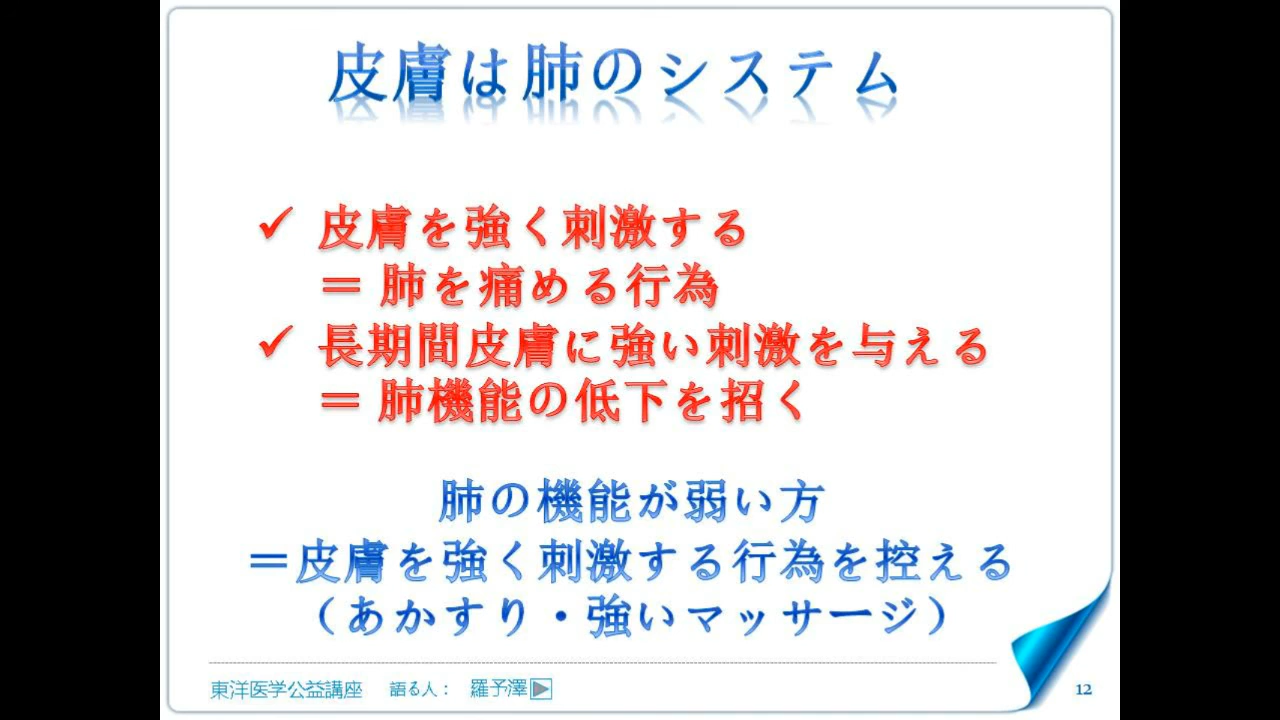 皮膚は肺のシステム
✓ 皮膚を強く刺激する
＝ 肺を痛める行為
✓ 長期間皮膚に強い刺激を与える
＝ 肺機能の低下を招く
肺の機能が弱い方
＝皮膚を強く刺激する行為を控える
（あかすり・強いマッサージ）
東洋医学公益講座 語る人： 羅予澤
12